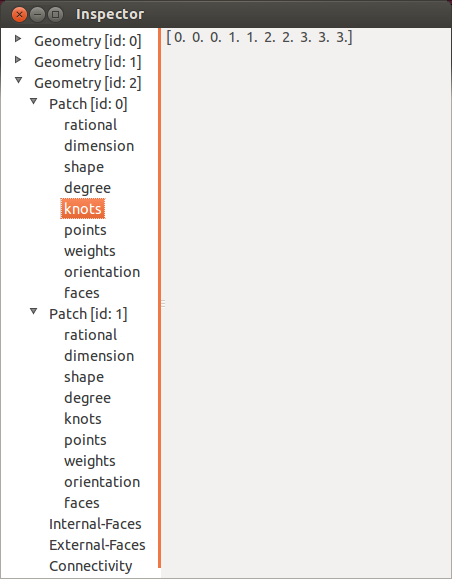 Inspector
Geometry [id: 0]
Geometry [id: 1]
Geometry [id: 2]
Patch [id: 0]
rational
dimension
shape
degree
knots
points
weights
orientation
faces
Patch [id: 1]
rational
dimension
shape
degree
knots
points
weights
orientation
faces
Internal-Faces
External-Faces
Connectivity
[ 0.  0.  0.  1.  1.  2.  2.  3.  3.  3.]